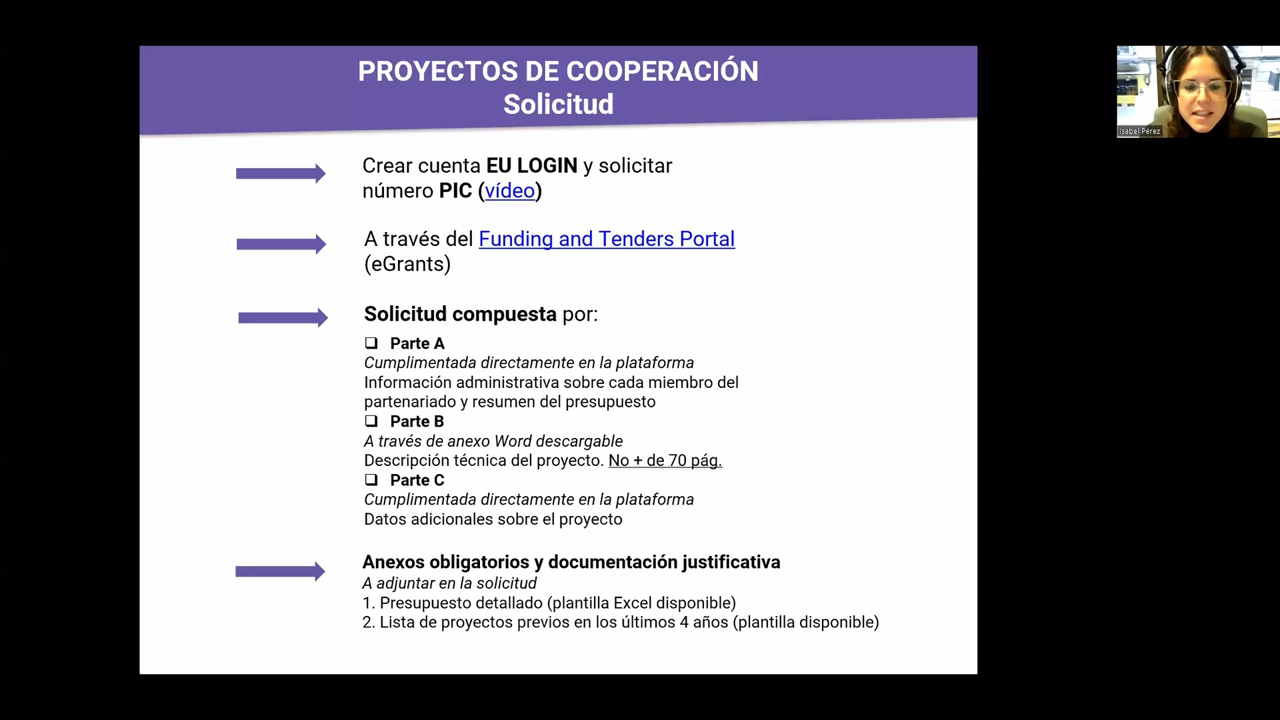 PROYECTOS DE COOPERACIÓN
Solicitud
Crear cuenta EU LOGIN y solicitar
número PIC (vídeo)
A través del Funding and Tenders Portal
(eGrants)
Solicitud compuesta por:
❑ Parte A
Cumplimentada directamente en la plataforma
Información administrativa sobre cada miembro del
partenariado y resumen del presupuesto
❑ Parte B
A través de anexo Word descargable
Descripción técnica del proyecto. No + de 70 pág.
❑ Parte C
Cumplimentada directamente en la plataforma
Datos adicionales sobre el proyecto
Anexos obligatorios y documentación justificativa
A adjuntar en la solicitud
1. Presupuesto detallado (plantilla Excel disponible)
2. Lista de proyectos previos en los últimos 4 años (plantilla disponible)
Isabel Pérez